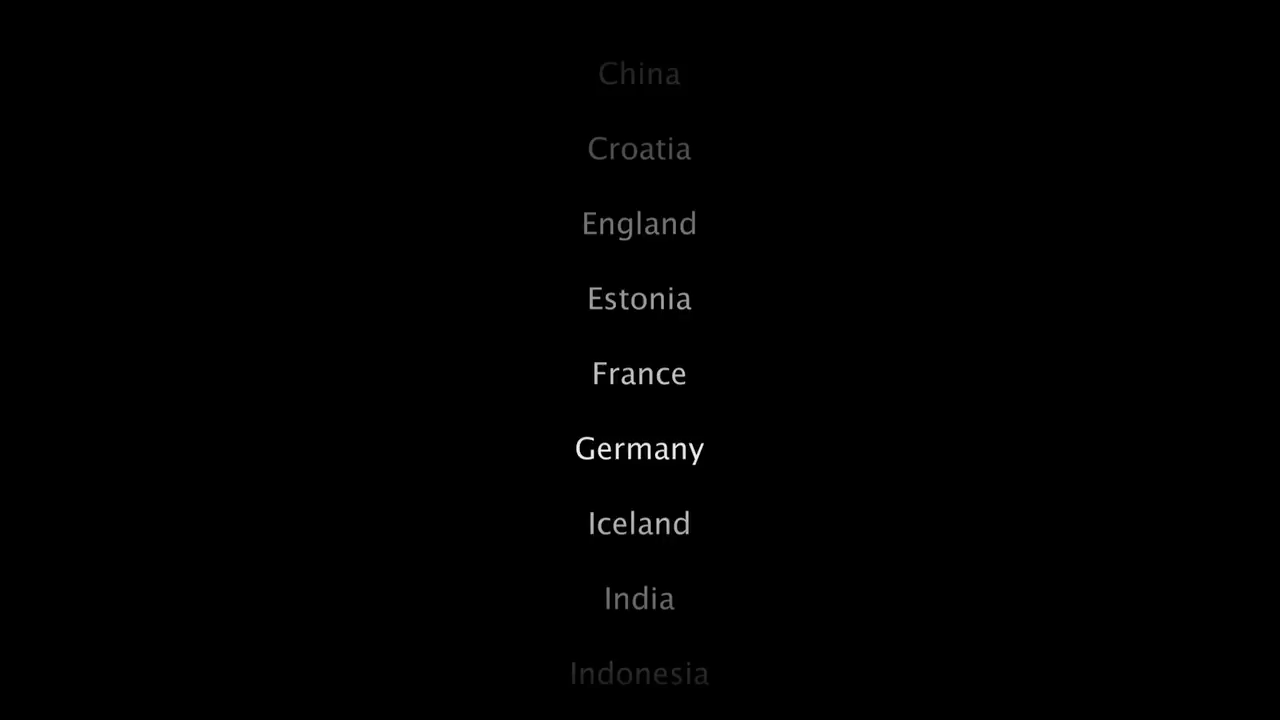 China
Croatia
England
Estonia
France
Germany
Iceland
India
Indonesia